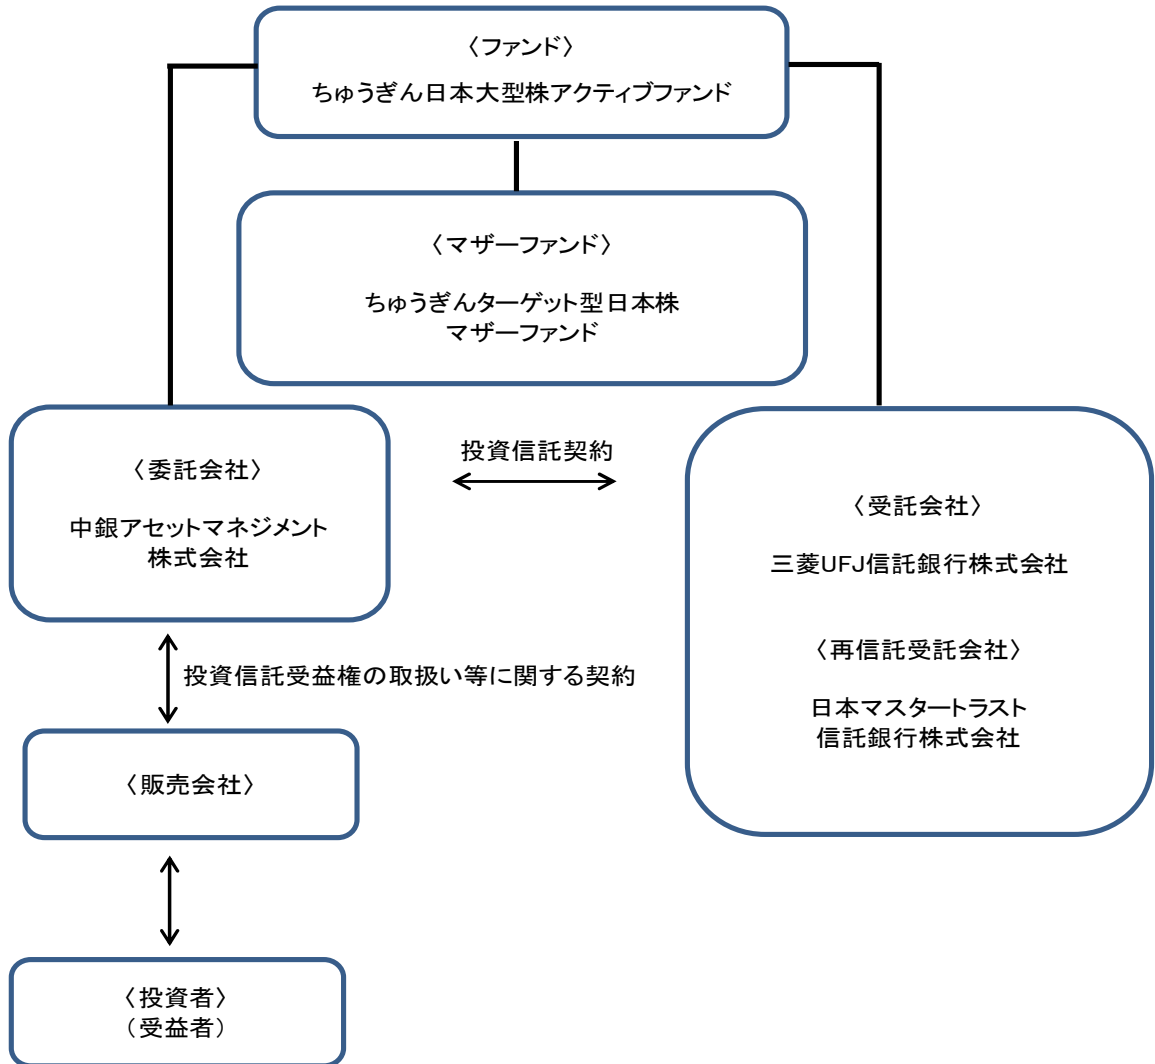 〈ファンド〉
ちゅうぎん日本大型株アクティブファンド
〈マザーファンド〉
ちゅうぎんターゲット型日本株
マザーファンド
〈委託会社〉
中銀アセットマネジメント
株式会社
投資信託契約
〈受託会社〉
三菱UFJ信託銀行株式会社
〈再信託受託会社〉
日本マスタートラスト
信託銀行株式会社
投資信託受益権の取扱い等に関する契約
〈販売会社〉
〈投資者〉
（受益者）